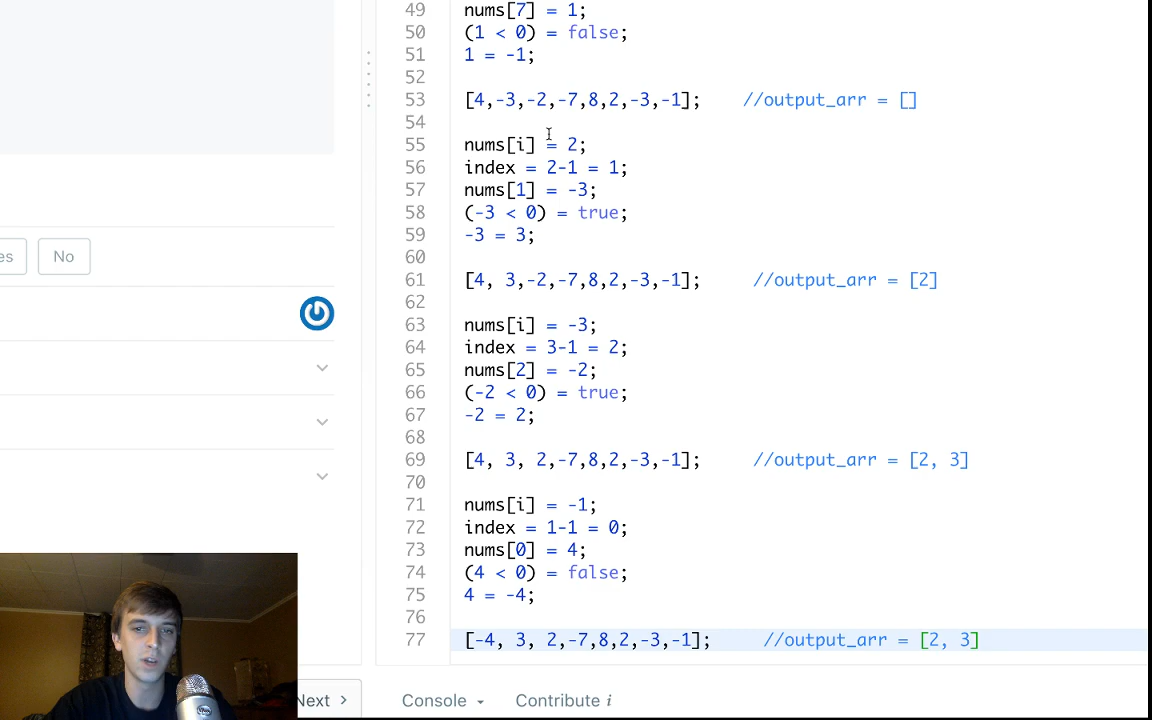 49 nums[7] = 1;
50 (1 < 0) = false;
51 1 = -1;
52
53 [4,-3,-2,-7,8,2,-3,-1]; //output_arr = []
54
55 nums[i] = 2;
56 index = 2-1 = 1;
57 nums[1] = -3;
58 (-3 < 0) = true;
59 -3 = 3;
60
61 [4, 3,-2,-7,8,2,-3,-1]; //output_arr = [2]
62
63 nums[i] = -3;
64 index = 3-1 = 2;
65 nums[2] = -2;
66 (-2 < 0) = true;
67 -2 = 2;
68
69 [4, 3, 2,-7,8,2,-3,-1]; //output_arr = [2, 3]
70
71 nums[i] = -1;
72 index = 1-1 = 0;
73 nums[0] = 4;
74 (4 < 0) = false;
75 4 = -4;
76
77 [-4, 3, 2,-7,8,2,-3,-1]; //output_arr = [2, 3]
es No
Next > Console Contribute i